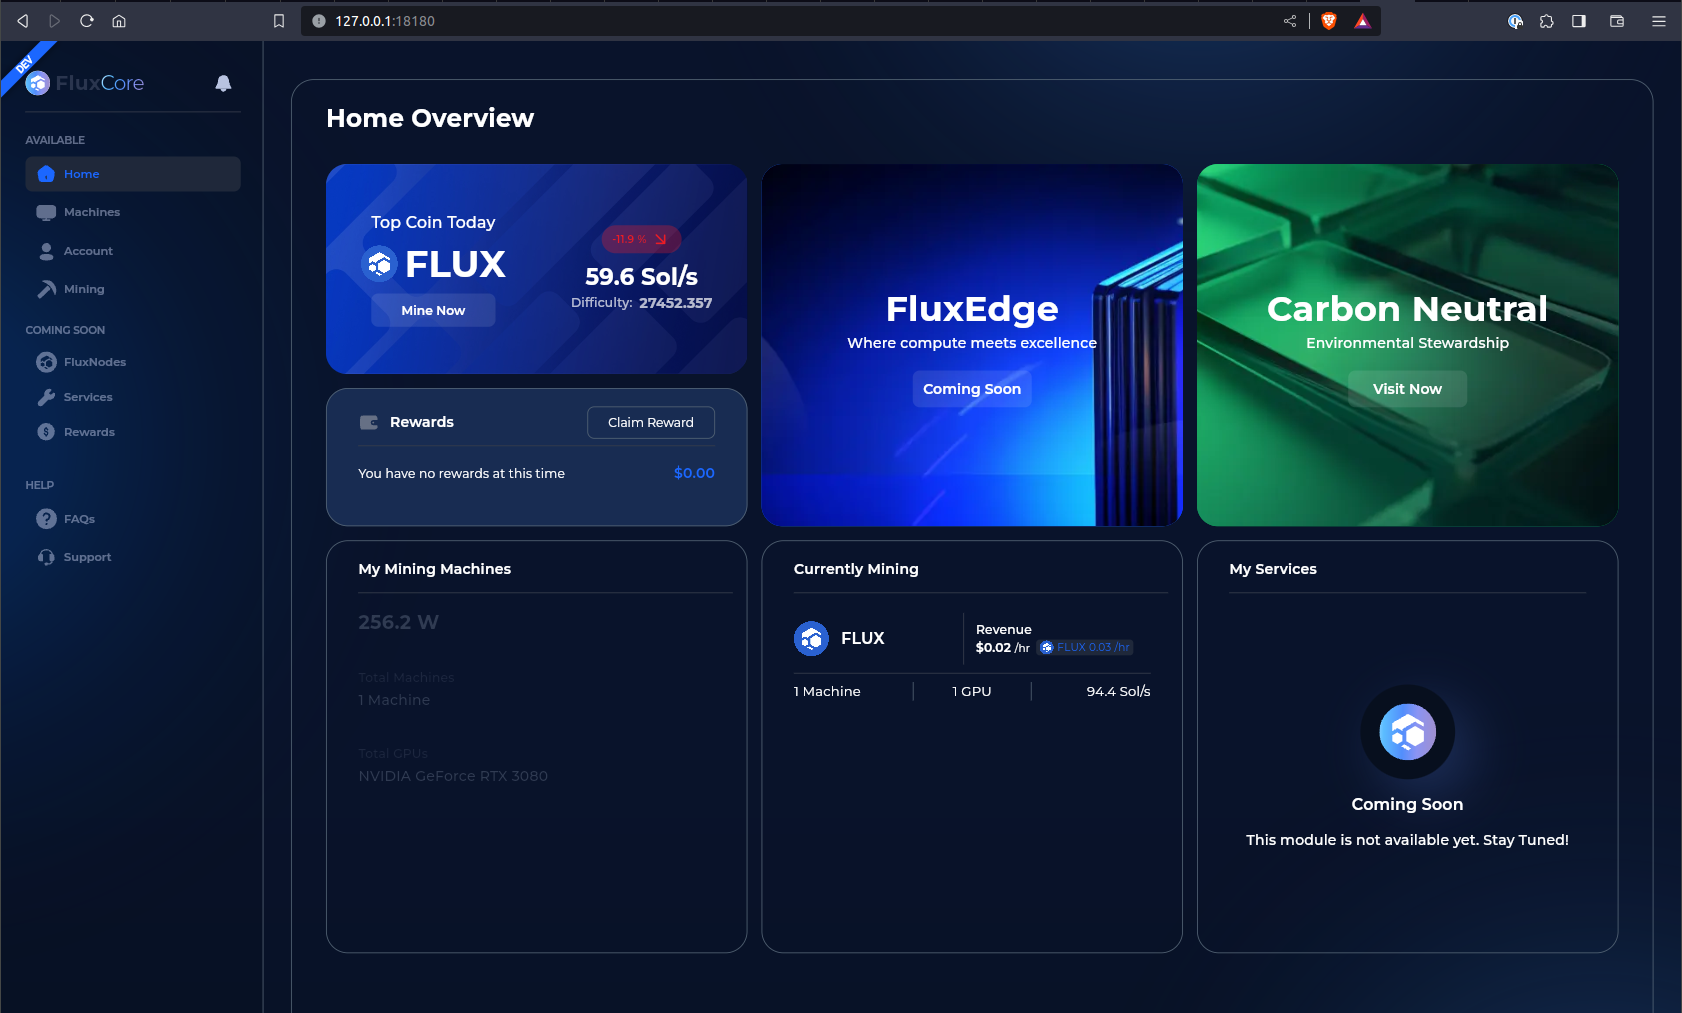 127.0.0.1:18180
DEV
FluxCore
AVAILABLE
Home
Machines
Account
Mining
COMING SOON
FluxNodes
Services
Rewards
HELP
FAQs
Support
Home Overview
Top Coin Today
FLUX
Mine Now
-11.9 %
59.6 Sol/s
Difficulty: 27452.357
Rewards
Claim Reward
You have no rewards at this time
$0.00
FluxEdge
Where compute meets excellence
Coming Soon
Carbon Neutral
Environmental Stewardship
Visit Now
My Mining Machines
256.2 W
Total Machines
1 Machine
Total GPUs
NVIDIA GeForce RTX 3080
Currently Mining
FLUX
Revenue
$0.02 /hr FLUX 0.03 /hr
1 Machine 1 GPU 94.4 Sol/s
My Services
Coming Soon
This module is not available yet. Stay Tuned!